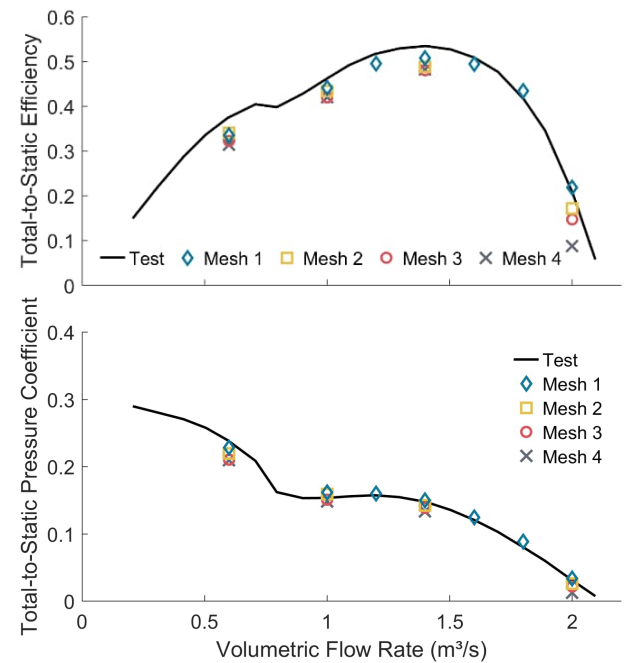 Total-to-Static Efficiency
0.6
0.5
0.4
0.3
0.2
0.1
0
Test Mesh 1 Mesh 2 Mesh 3 Mesh 4
Total-to-Static Pressure Coefficient
0.4
0.3
0.2
0.1
0
Test
Mesh 1
Mesh 2
Mesh 3
Mesh 4
0 0.5 1 1.5 2
Volumetric Flow Rate (m³/s)